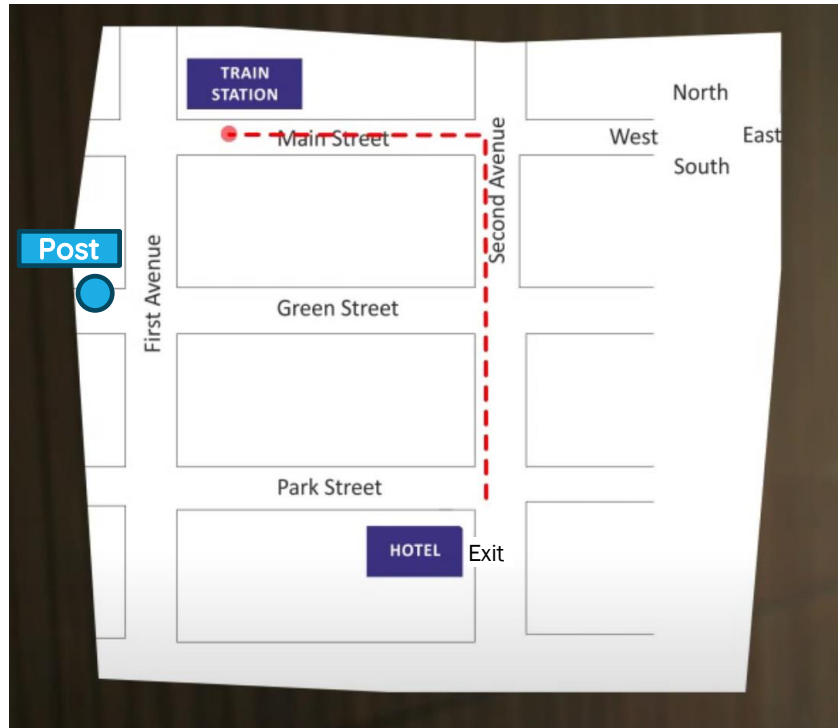 TRAIN
STATION
North
Main Street
West
East
South
Second Avenue
Post
First Avenue
Green Street
Park Street
HOTEL
Exit